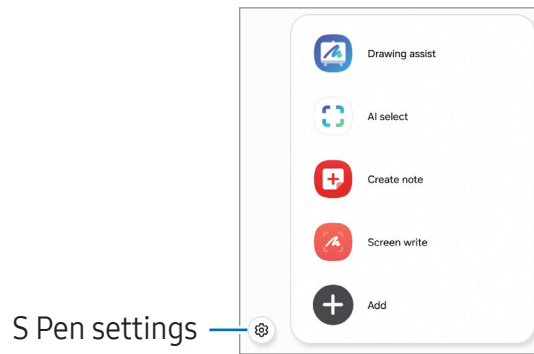 Drawing assist
AI select
Create note
Screen write
Add
S Pen settings